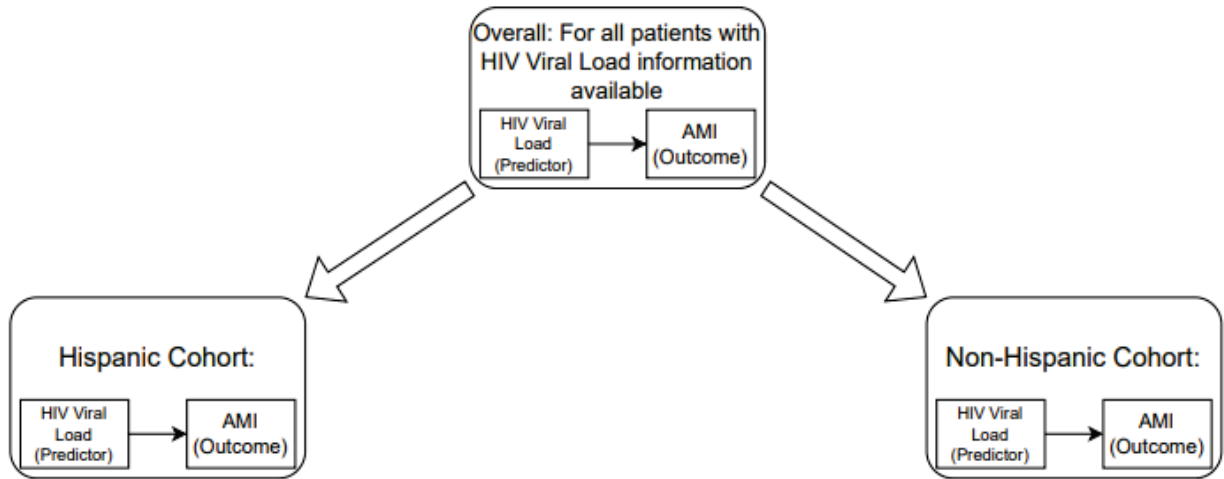 Overall: For all patients with
HIV Viral Load information
available
HIV Viral
Load
(Predictor)
AMI
(Outcome)
Hispanic Cohort:
HIV Viral
Load
(Predictor)
AMI
(Outcome)
Non-Hispanic Cohort:
HIV Viral
Load
(Predictor)
AMI
(Outcome)